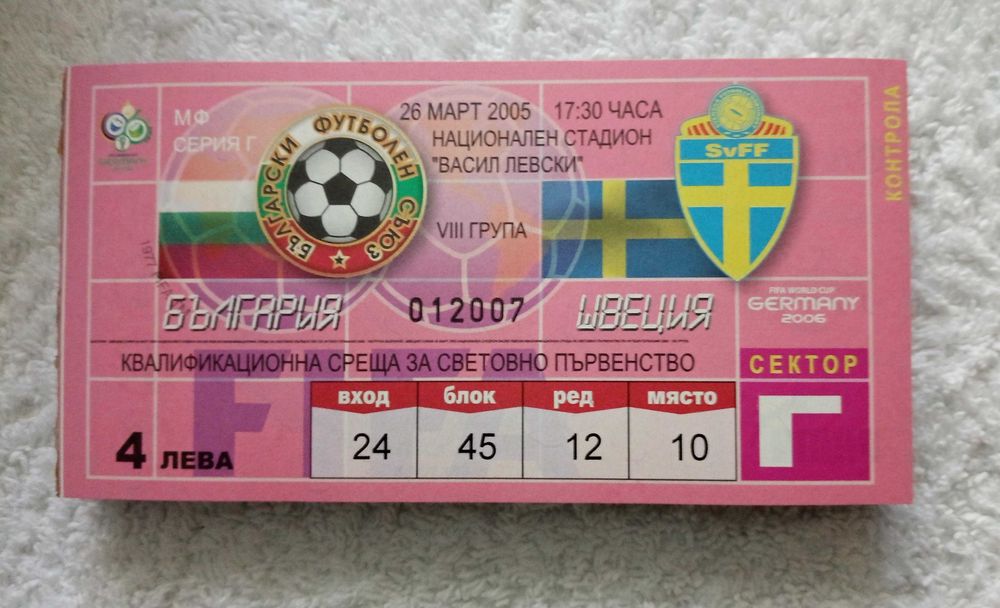 МФ
СЕРИЯ Г
БЪЛГАРСКИ ФУТБОЛЕН СЪЮЗ
26 МАРТ 2005 17:30 ЧАСА
НАЦИОНАЛЕН СТАДИОН
"ВАСИЛ ЛЕВСКИ"
VIII ГРУПА
SvFF
КОНТРОЛА
FIFA WORLD CUP
GERMANY
2006
БЪЛГАРИЯ 012007 ШВЕЦИЯ
КВАЛИФИКАЦИОННА СРЕЩА ЗА СВЕТОВНО ПЪРВЕНСТВО
FIFA
4 ЛЕВА
вход блок ред място
24 45 12 10
СЕКТОР
Г